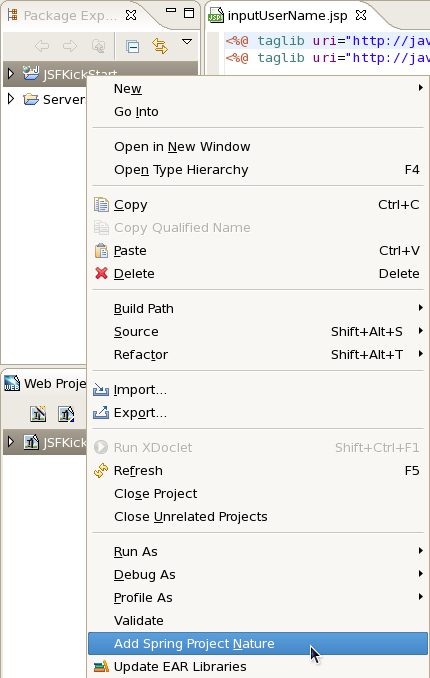 Package Exp
inputUserName.jsp
<%@ taglib uri="http://jav
<%@ taglib uri="http://jav
JSFKickStart
Server
New
Go Into
Open in New Window
Open Type Hierarchy F4
Copy Ctrl+C
Copy Qualified Name
Paste Ctrl+V
Delete Delete
Build Path
Source Shift+Alt+S
Refactor Shift+Alt+T
Web Proje
Import...
Export...
JSFKick
Run XDoclet Shift+Ctrl+F1
Refresh F5
Close Project
Close Unrelated Projects
Run As
Debug As
Profile As
Validate
Add Spring Project Nature
Update EAR Libraries